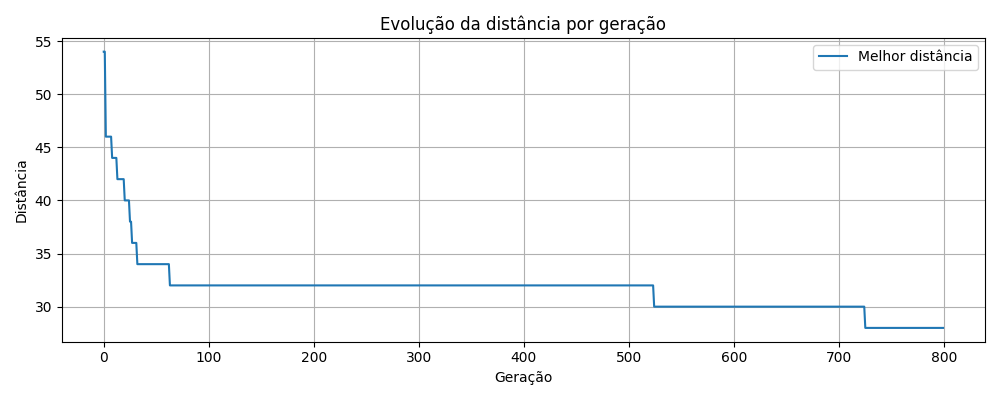 Evolução da distância por geração
Melhor distância
Distância
55
50
45
40
35
30
0 100 200 300 400 500 600 700 800
Geração